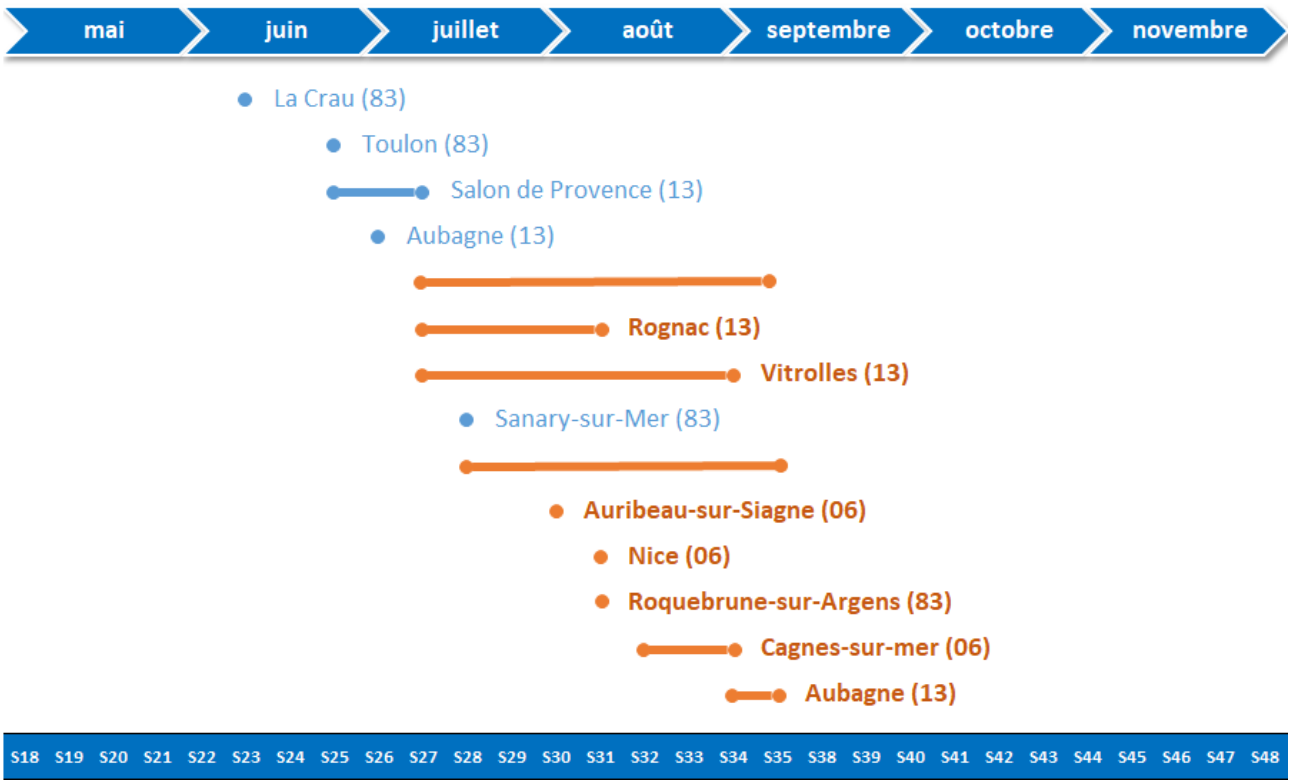 mai juin juillet août septembre octobre novembre
La Crau (83)
Toulon (83)
Salon de Provence (13)
Aubagne (13)
Rognac (13)
Vitrolles (13)
Sanary-sur-Mer (83)
Auribeau-sur-Siagne (06)
Nice (06)
Roquebrune-sur-Argens (83)
Cagnes-sur-mer (06)
Aubagne (13)
S18 S19 S20 S21 S22 S23 S24 S25 S26 S27 S28 S29 S30 S31 S32 S33 S34 S35 S38 S39 S40 S41 S42 S43 S44 S45 S46 S47 S48